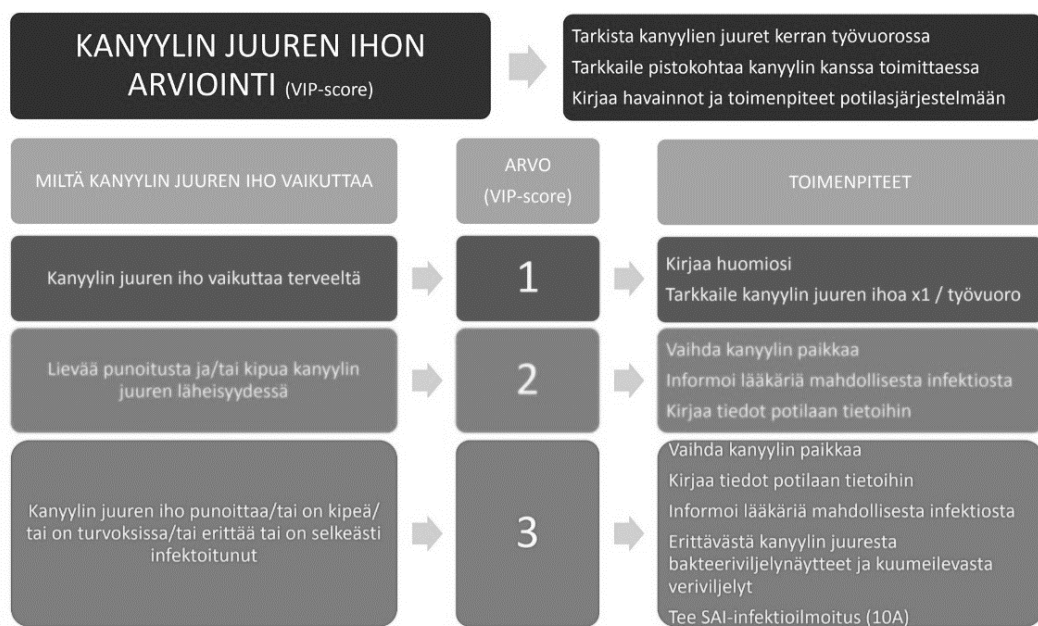 KANYYLIN JUUREN IHON
ARVIOINTI (VIP-score)
Tarkista kanyylien juuret kerran työvuorossa
Tarkkaile pistokohtaa kanyylin kanssa toimittaessa
Kirjaa havainnot ja toimenpiteet potilasjärjestelmään
MILTÄ KANYYLIN JUUREN IHO VAIKUTTAA
ARVO
(VIP-score)
TOIMENPITEET
Kanyylin juuren iho vaikuttaa terveeltä
1
Kirjaa huomiosi
Tarkkaile kanyylin juuren ihoa x1 / työvuoro
Lievää punoitusta ja/tai kipua kanyylin
juuren läheisyydessä
2
Vaihda kanyylin paikkaa
Informoi lääkäriä mahdollisesta infektiosta
Kirjaa tiedot potilaan tietoihin
Kanyylin juuren iho punoittaa/tai on kipeä/
tai on turvoksissa/tai erittää tai on selkeästi
infektoitunut
3
Vaihda kanyylin paikkaa
Kirjaa tiedot potilaan tietoihin
Informoi lääkäriä mahdollisesta infektiosta
Erittävästä kanyylin juuresta
bakteeriviljelynäytteet ja kuumeilevasta
veriviljelyt
Tee SAI-infektioilmoitus (10A)